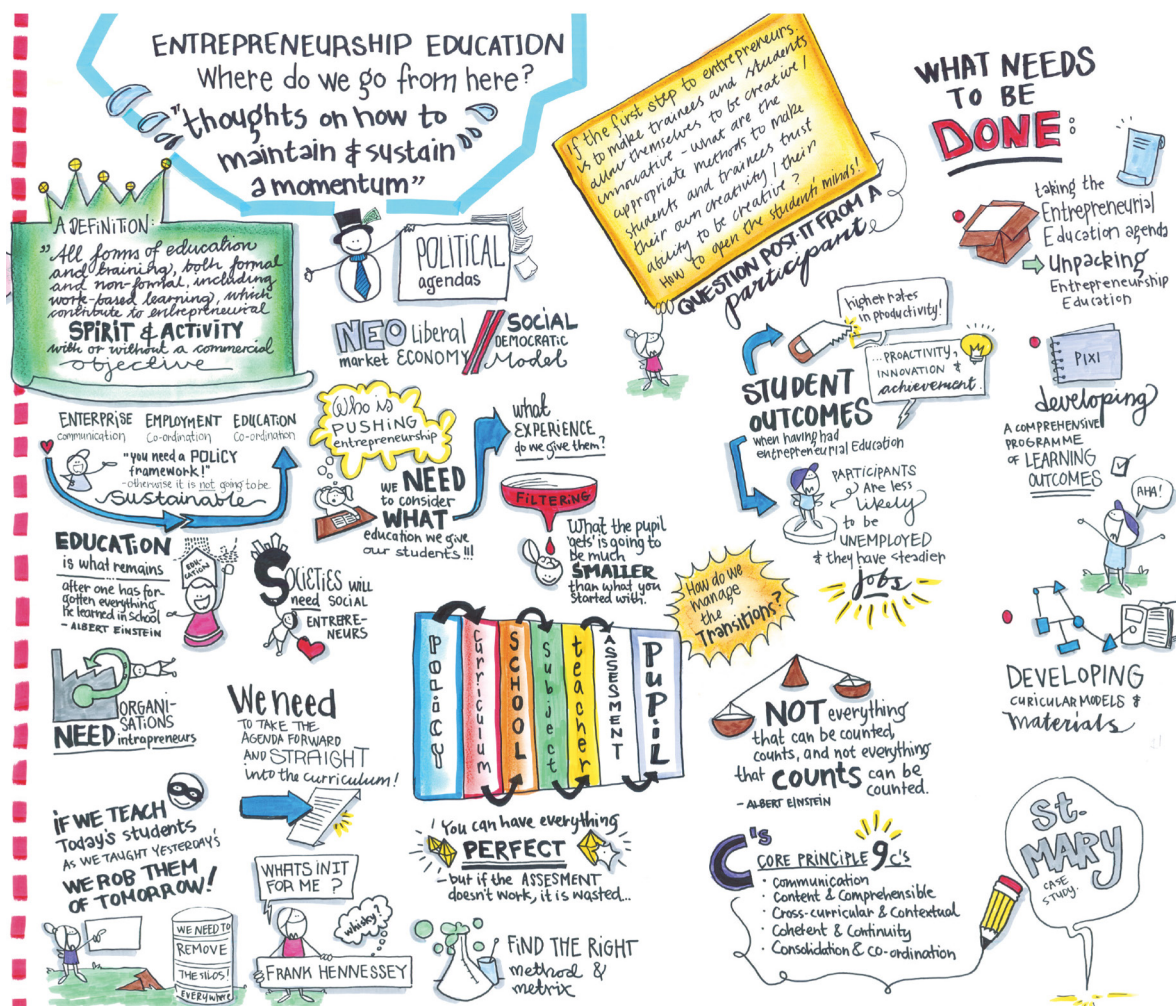 ENTREPRENEURSHIP EDUCATION
Where do we go from here?
"thoughts on how to
maintain & sustain
a momentum"
A DEFINITION:
"All forms of education
and training, both formal
and non-formal, including
work-based learning, which
contribute to entrepreneurial
SPIRIT & ACTIVITY
with or without a commercial
objective
POLITICAL
agendas
NEO Liberal
market ECONOMY
SOCIAL
DEMOCRATIC
Model
If the first step to entrepreneurs
is to make trainees and students
allow themselves to be creative /
innovative - what are the
appropriate methods to make
students and trainees trust
their own creativity / their
ability to be creative?
How to open the students' minds!
QUESTION POST-IT FROM A
participant
WHAT NEEDS
TO BE
DONE:
taking the
Entrepreneurial
Education agenda
Unpacking
Entrepreneurship
Education
PIXI
developing
A COMPREHENSIVE
PROGRAMME
OF LEARNING
OUTCOMES
AHA!
DEVELOPING
CURICULAR MODELS &
materials
ENTERPRISE
communication
EMPLOYMENT
Co-ordination
EDUCATION
Co-ordination
"you need a POLICY
framework!"
- otherwise it is not going to be
Sustainable
Who is
PUSHING
entrepreneurship
we NEED
to consider
WHAT
education we give
our students!!!
what
EXPERIENCE
do we give them?
FILTERING
What the pupil
'gets' is going to
be much
SMALLER
than what you
started with.
higher rates
in productivity!
...PROACTIVITY,
INNOVATION &
achievement.
STUDENT
OUTCOMES
when having had
entrepreneurial Education
PARTICIPANTS
are less
likely
to be
UNEMPLOYED
& they have steadier
jobs
EDUCATION
is what remains
after one has for-
gotten everything
he learned in school
- ALBERT EINSTEIN
EDU-
CATION
SOCIETIES will
need SOCIAL
ENTREPRE-
NEURS
ORGANI-
SATIONS
NEED intrapreneurs
We need
TO TAKE THE
AGENDA FORWARD
AND STRAIGHT
into the curriculum!
POLICY
Curriculum
SCHOOL
Subject
teacher
ASSESMENT
PUPiL
How do we
manage
the
Transitions?
NOT everything
that can be counted,
counts, and not everything
that counts can be
counted.
- ALBERT EINSTEIN
iF WE TEACH
Today's students
AS WE TAUGHT YESTERDAY'S
WE ROB THEM
OF TOMORROW!
WE NEED TO
REMOVE
THE SILOS!
EVERYwhere
WHATS IN IT
FOR ME?
whisky!
FRANK HENNESSEY
You can have everything
PERFECT
- but if the ASSESMENT
doesn't work, it is wasted...
FiND THE RIGHT
method &
metrix
C's
CORE PRINCIPLE 9 c's
· Communication
· Content & Comprehensible
· Cross-curricular & Contextual
· Cohetent & Continuity
· Consolidation & co-ordination
St.
MARY
CASE
STUDY.